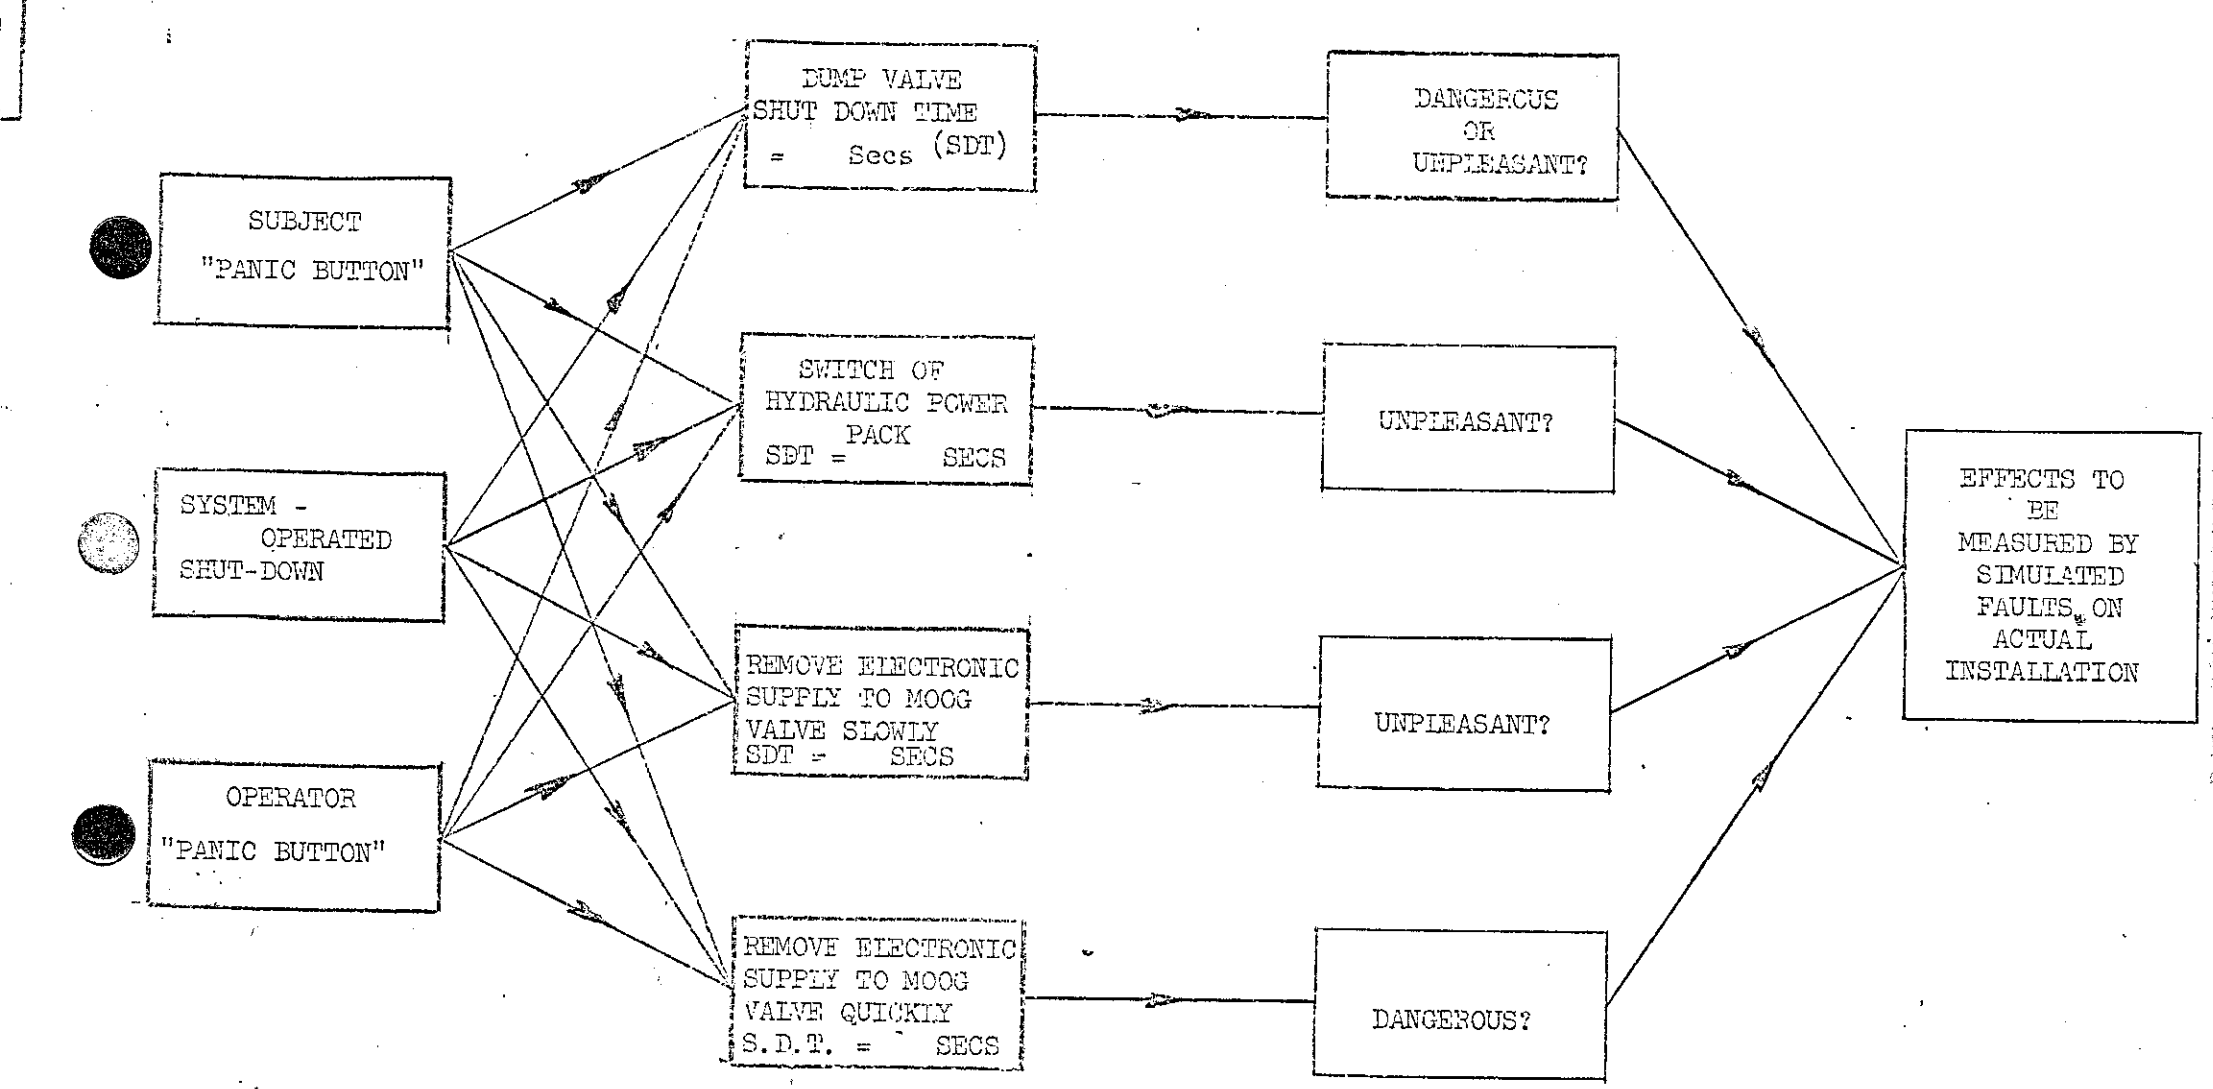 SUBJECT
"PANIC BUTTON"
SYSTEM -
OPERATED
SHUT-DOWN
OPERATOR
"PANIC BUTTON"
DUMP VALVE
SHUT DOWN TIME
= Secs (SDT)
SWITCH OF
HYDRAULIC POWER
PACK
SDT = SECS
REMOVE ELECTRONIC
SUPPLY TO MOOG
VALVE SLOWLY
SDT = SECS
REMOVE ELECTRONIC
SUPPLY TO MOOG
VALVE QUICKLY
S.D.T. = SECS
DANGEROUS
OR
UNPLEASANT?
UNPLEASANT?
UNPLEASANT?
DANGEROUS?
EFFECTS TO
BE
MEASURED BY
SIMULATED
FAULTS ON
ACTUAL
INSTALLATION